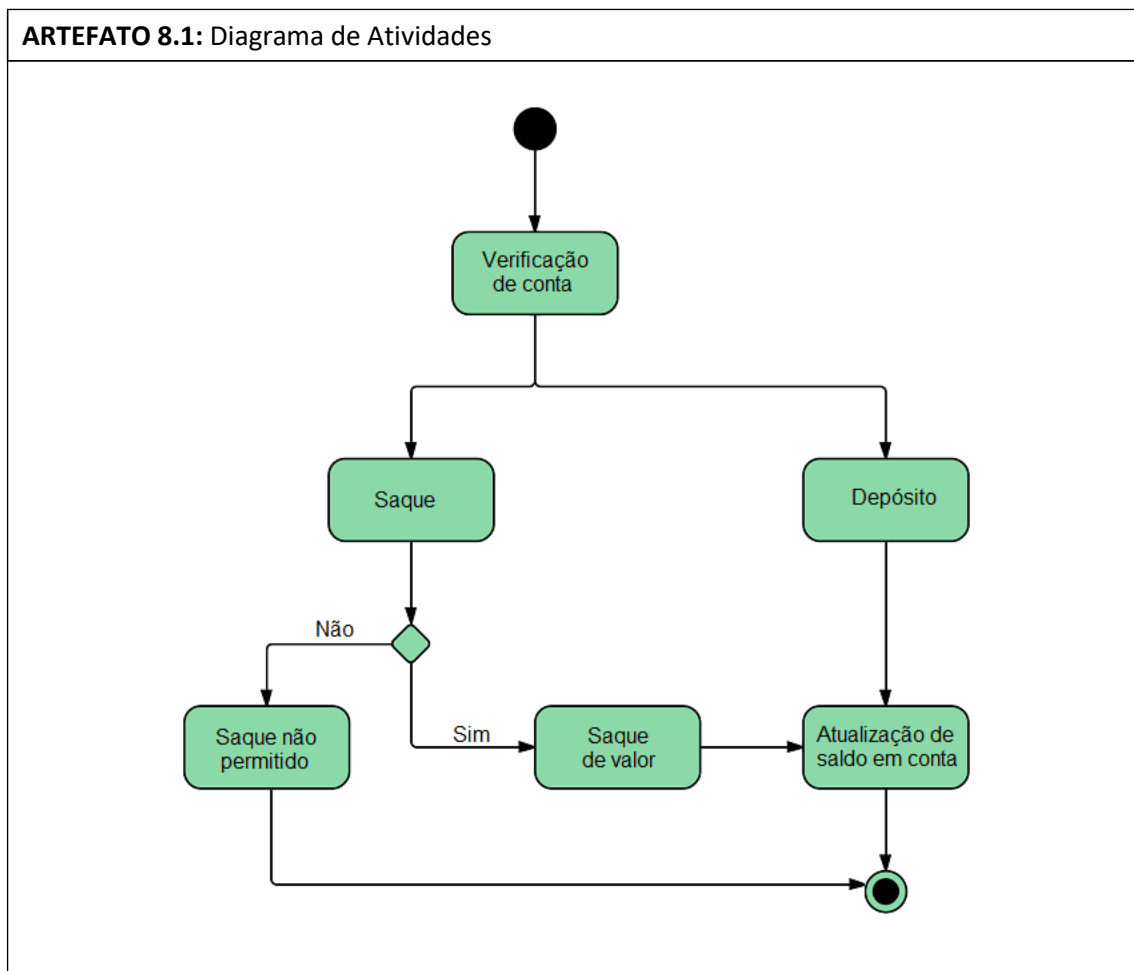 ARTEFATO 8.1: Diagrama de Atividades
Verificação
de conta
Saque
Depósito
Não
Saque não
permitido
Sim
Saque
de valor
Atualização de
saldo em conta